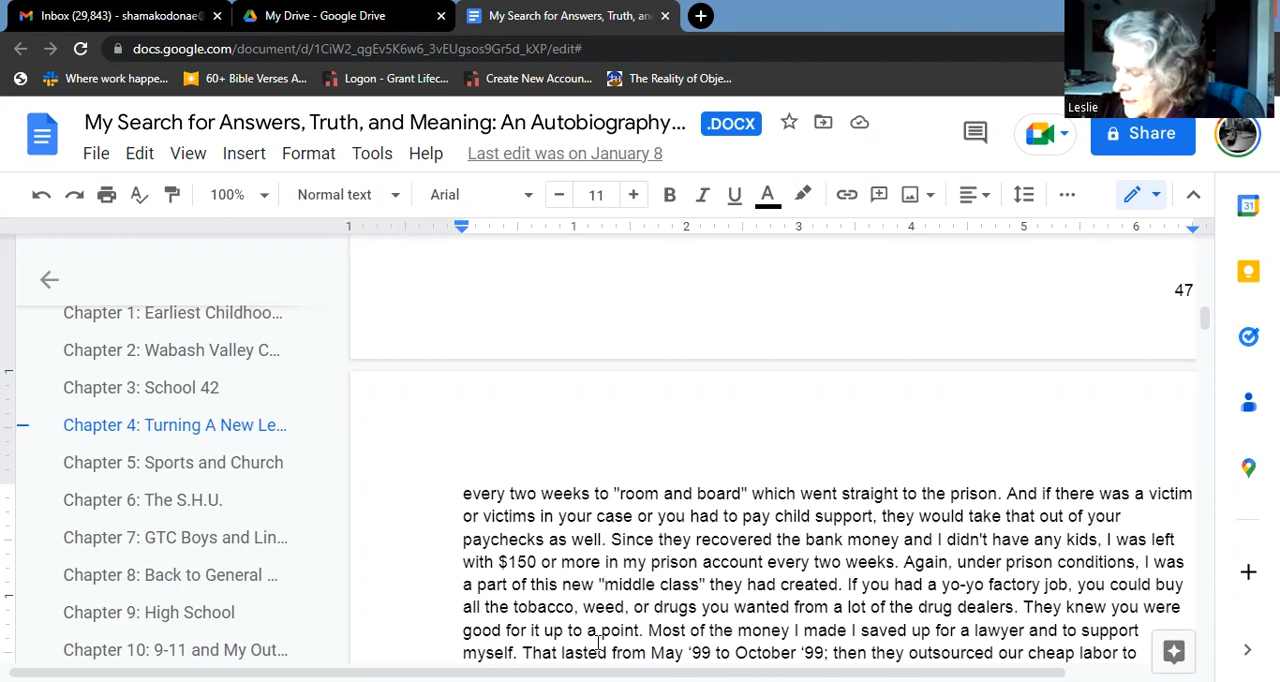 Inbox (29,843) - shamakodonae@
My Drive - Google Drive
My Search for Answers, Truth, an
docs.google.com/document/d/1CiW2_qgEv5K6w6_3vEUgsos9Gr5d_kXP/edit#
Where work happe...
60+ Bible Verses A...
Logon - Grant Lifec...
Create New Accoun...
The Reality of Obje...
Leslie
My Search for Answers, Truth, and Meaning: An Autobiography...
.DOCX
File Edit View Insert Format Tools Help Last edit was on January 8
Share
100% Normal text Arial 11 B I U A
1 1 2 3 4 5 6
31
47
Chapter 1: Earliest Childhoo...
Chapter 2: Wabash Valley C...
Chapter 3: School 42
Chapter 4: Turning A New Le...
Chapter 5: Sports and Church
Chapter 6: The S.H.U.
Chapter 7: GTC Boys and Lin...
Chapter 8: Back to General ...
Chapter 9: High School
Chapter 10: 9-11 and My Out...
every two weeks to "room and board" which went straight to the prison. And if there was a victim
or victims in your case or you had to pay child support, they would take that out of your
paychecks as well. Since they recovered the bank money and I didn't have any kids, I was left
with $150 or more in my prison account every two weeks. Again, under prison conditions, I was
a part of this new "middle class" they had created. If you had a yo-yo factory job, you could buy
all the tobacco, weed, or drugs you wanted from a lot of the drug dealers. They knew you were
good for it up to a point. Most of the money I made I saved up for a lawyer and to support
myself. That lasted from May ‘99 to October ‘99; then they outsourced our cheap labor to